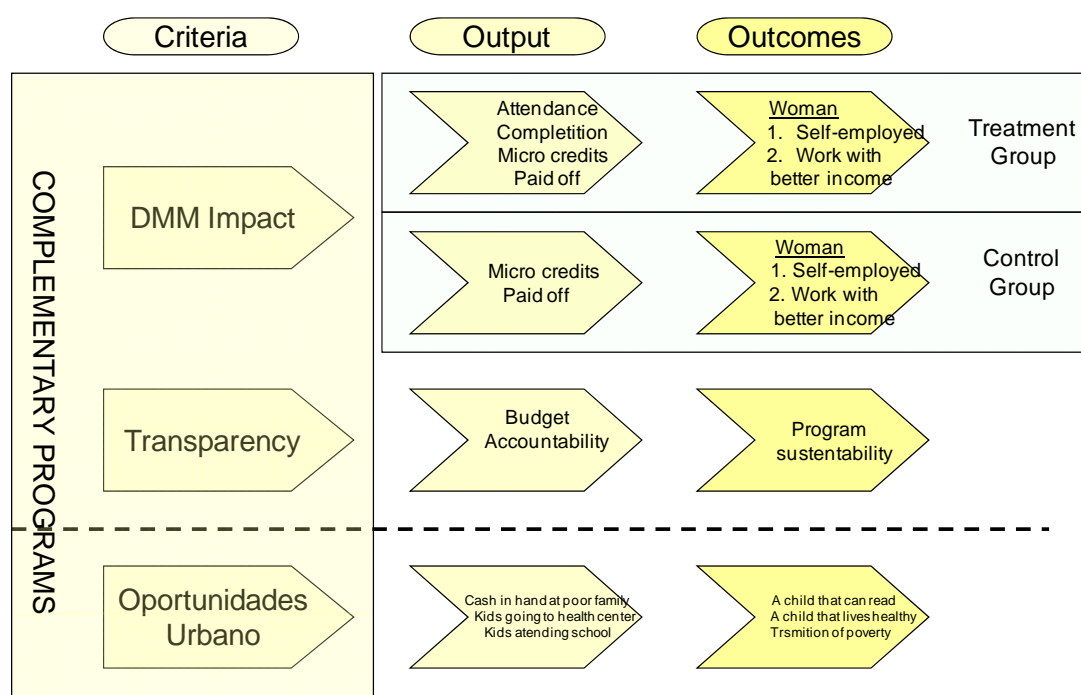 Criteria
Output
Outcomes
COMPLEMENTARY PROGRAMS
DMM Impact
Attendance
Completition
Micro credits
Paid off
Woman
1. Self-employed
2. Work with
better income
Treatment
Group
Micro credits
Paid off
Woman
1. Self-employed
2. Work with
better income
Control
Group
Transparency
Budget
Accountability
Program
sustentability
Oportunidades
Urbano
Cash in hand at poor family
Kids going to health center
Kids atending school
A child that can read
A child that lives healthy
Trsmition of poverty